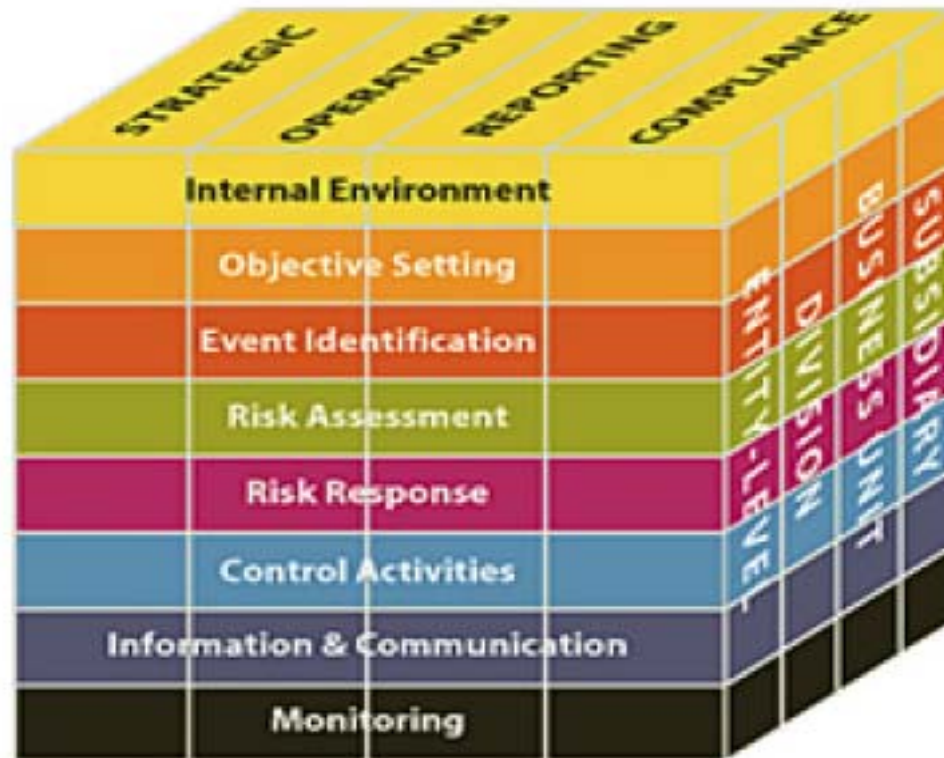 STRATEGIC
OPERATIONS
REPORTING
COMPLIANCE
Internal Environment
Objective Setting
Event Identification
Risk Assessment
Risk Response
Control Activities
Information & Communication
Monitoring
ENTITY-LEVEL
DIVISION
BUSINESS UNIT
SUBSIDIARY